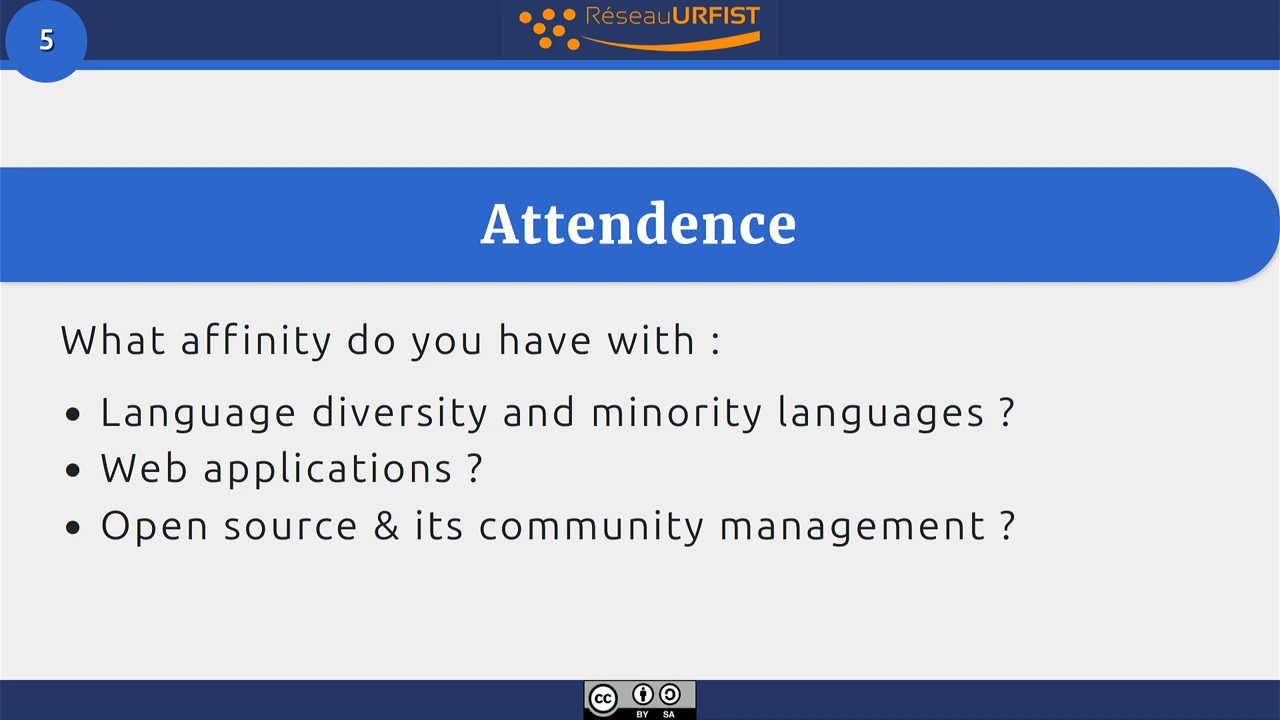 5
RéseauURFIST
Attendence
What affinity do you have with :
• Language diversity and minority languages ?
• Web applications ?
• Open source & its community management ?
cc
BY SA